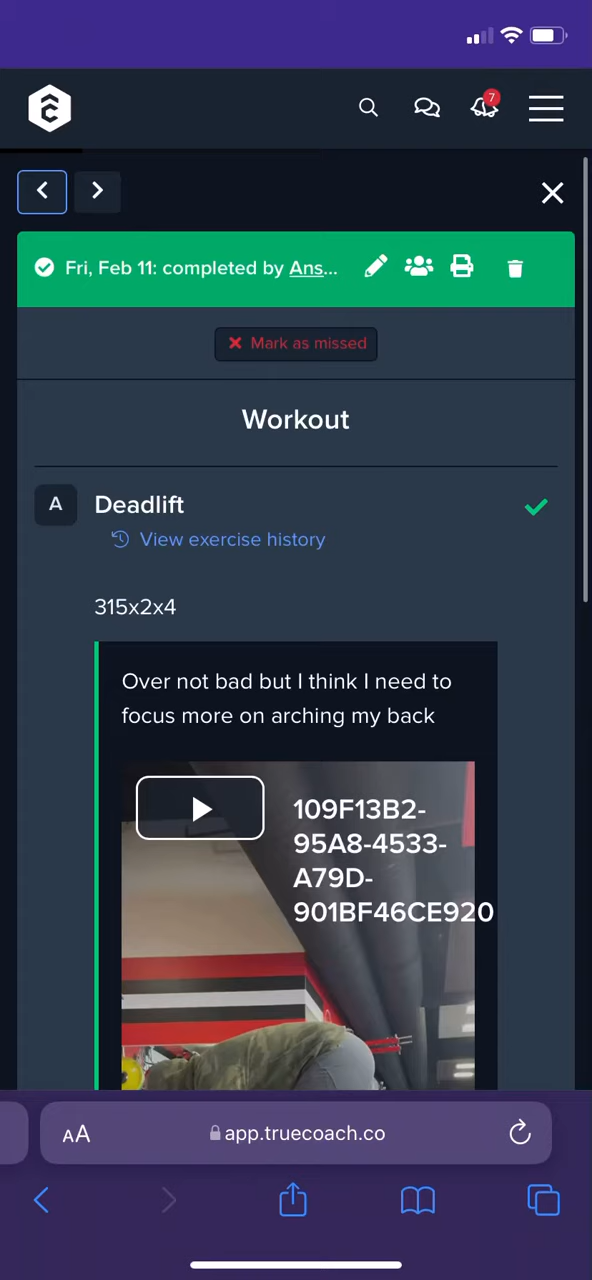 7
Fri, Feb 11: completed by Ans...
Mark as missed
Workout
A Deadlift
View exercise history
315x2x4
Over not bad but I think I need to
focus more on arching my back
109F13B2-
95A8-4533-
A79D-
901BF46CE920
AA app.truecoach.co